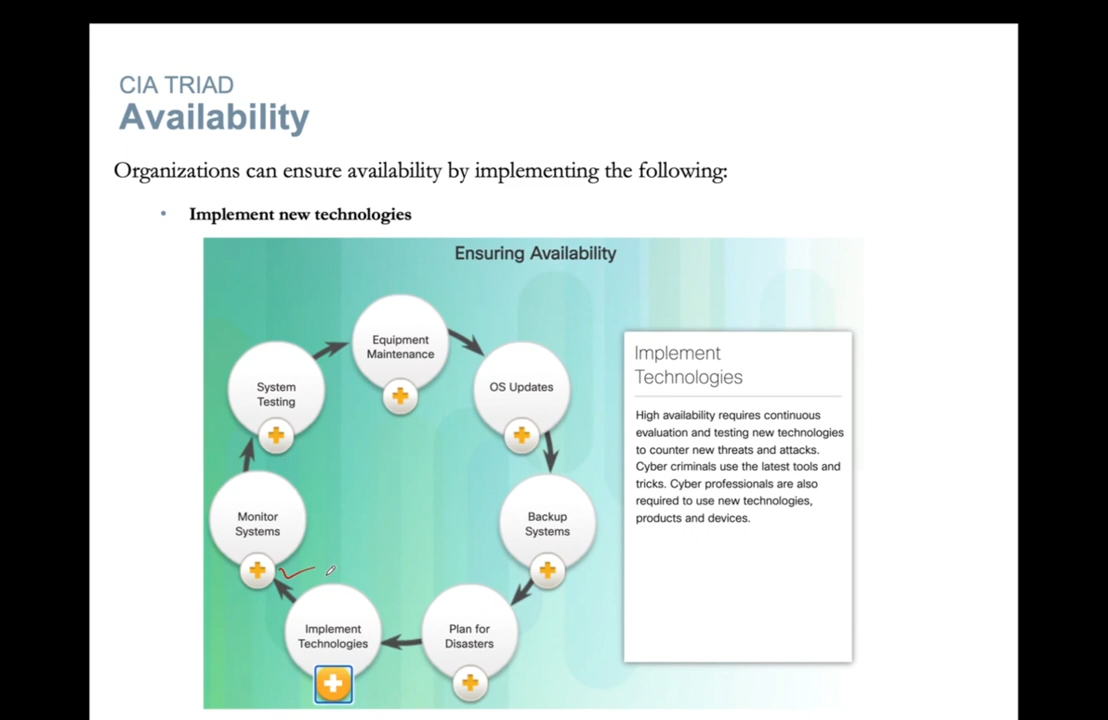 CIA TRIAD
Availability
Organizations can ensure availability by implementing the following:
• Implement new technologies
Ensuring Availability
Equipment
Maintenance
System
Testing
OS Updates
Monitor
Systems
Backup
Systems
Implement
Technologies
Plan for
Disasters
Implement
Technologies
High availability requires continuous
evaluation and testing new technologies
to counter new threats and attacks.
Cyber criminals use the latest tools and
tricks. Cyber professionals are also
required to use new technologies,
products and devices.